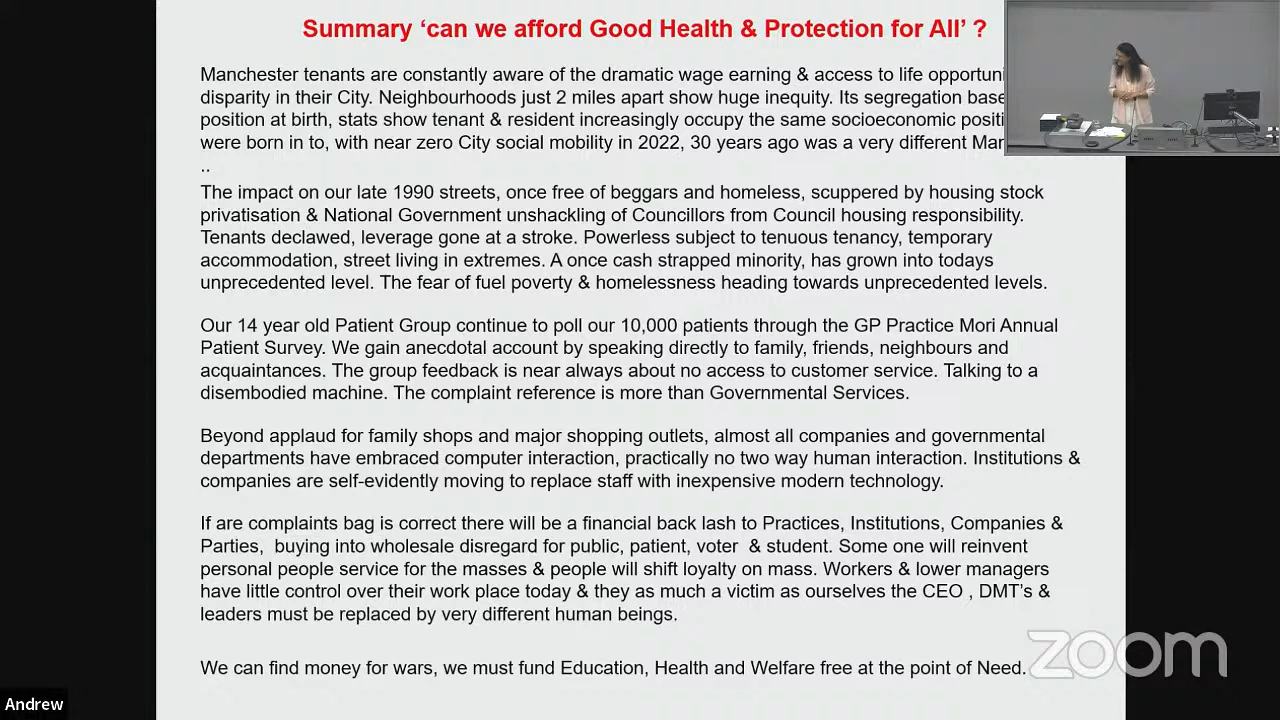 Summary ‘can we afford Good Health & Protection for All’ ?
Manchester tenants are constantly aware of the dramatic wage earning & access to life
disparity in their City. Neighbourhoods just 2 miles apart show huge inequity. Its segregation
position at birth, stats show tenant & resident increasingly occupy the same socioeconomic
were born in to, with near zero City social mobility in 2022, 30 years ago was a very different
..
The impact on our late 1990 streets, once free of beggars and homeless, scuppered by housing stock
privatisation & National Government unshackling of Councillors from Council housing responsibility.
Tenants declawed, leverage gone at a stroke. Powerless subject to tenuous tenancy, temporary
accommodation, street living in extremes. A once cash strapped minority, has grown into todays
unprecedented level. The fear of fuel poverty & homelessness heading towards unprecedented levels.
Our 14 year old Patient Group continue to poll our 10,000 patients through the GP Practice Mori Annual
Patient Survey. We gain anecdotal account by speaking directly to family, friends, neighbours and
acquaintances. The group feedback is near always about no access to customer service. Talking to a
disembodied machine. The complaint reference is more than Governmental Services.
Beyond applaud for family shops and major shopping outlets, almost all companies and governmental
departments have embraced computer interaction, practically no two way human interaction. Institutions &
companies are self-evidently moving to replace staff with inexpensive modern technology.
If are complaints bag is correct there will be a financial back lash to Practices, Institutions, Companies &
Parties,  buying into wholesale disregard for public, patient, voter  & student. Some one will reinvent
personal people service for the masses & people will shift loyalty on mass. Workers & lower managers
have little control over their work place today & they as much a victim as ourselves the CEO , DMT’s &
leaders must be replaced by very different human beings.
We can find money for wars, we must fund Education, Health and Welfare free at the point of Need.
zoom
Andrew